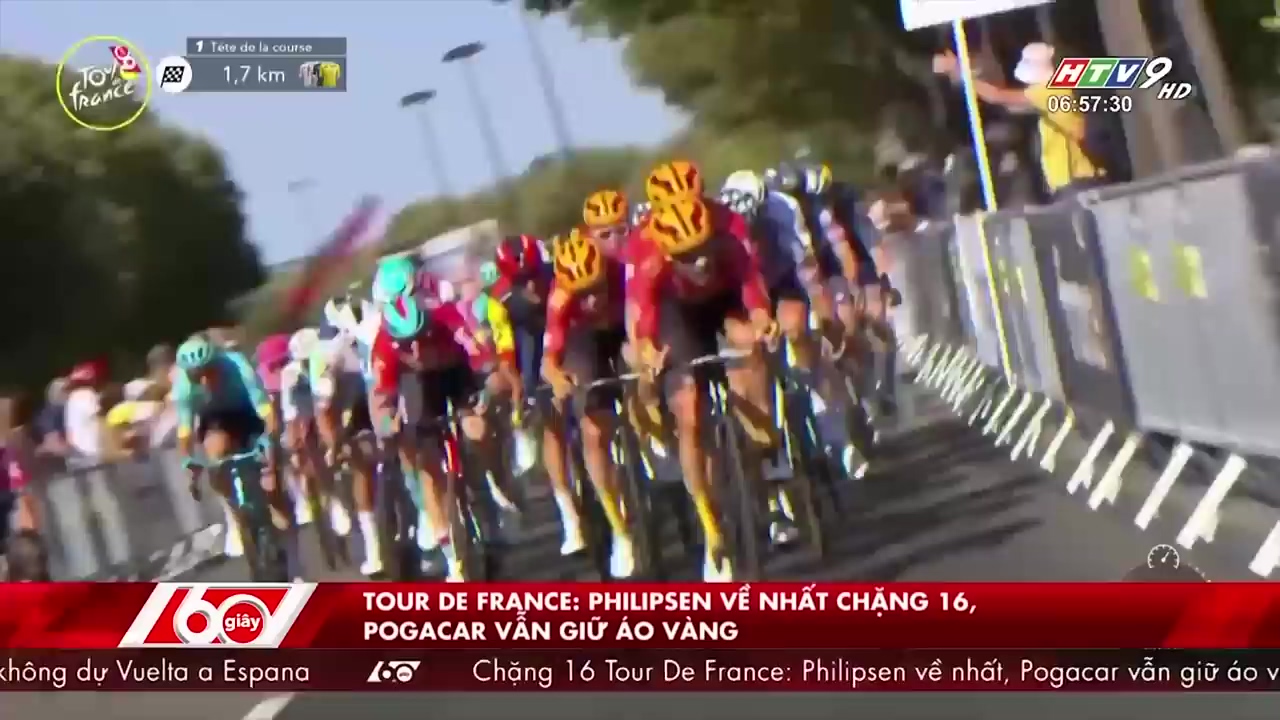 TOUR de france
1 Tête de la course
1,7 km
HTV9 HD
06:57:30
60 giây
TOUR DE FRANCE: PHILIPSEN VỀ NHẤT CHẶNG 16,
POGACAR VẪN GIỮ ÁO VÀNG
không dự Vuelta a Espana 60 giây Chặng 16 Tour De France: Philipsen về nhất, Pogacar vẫn giữ áo v